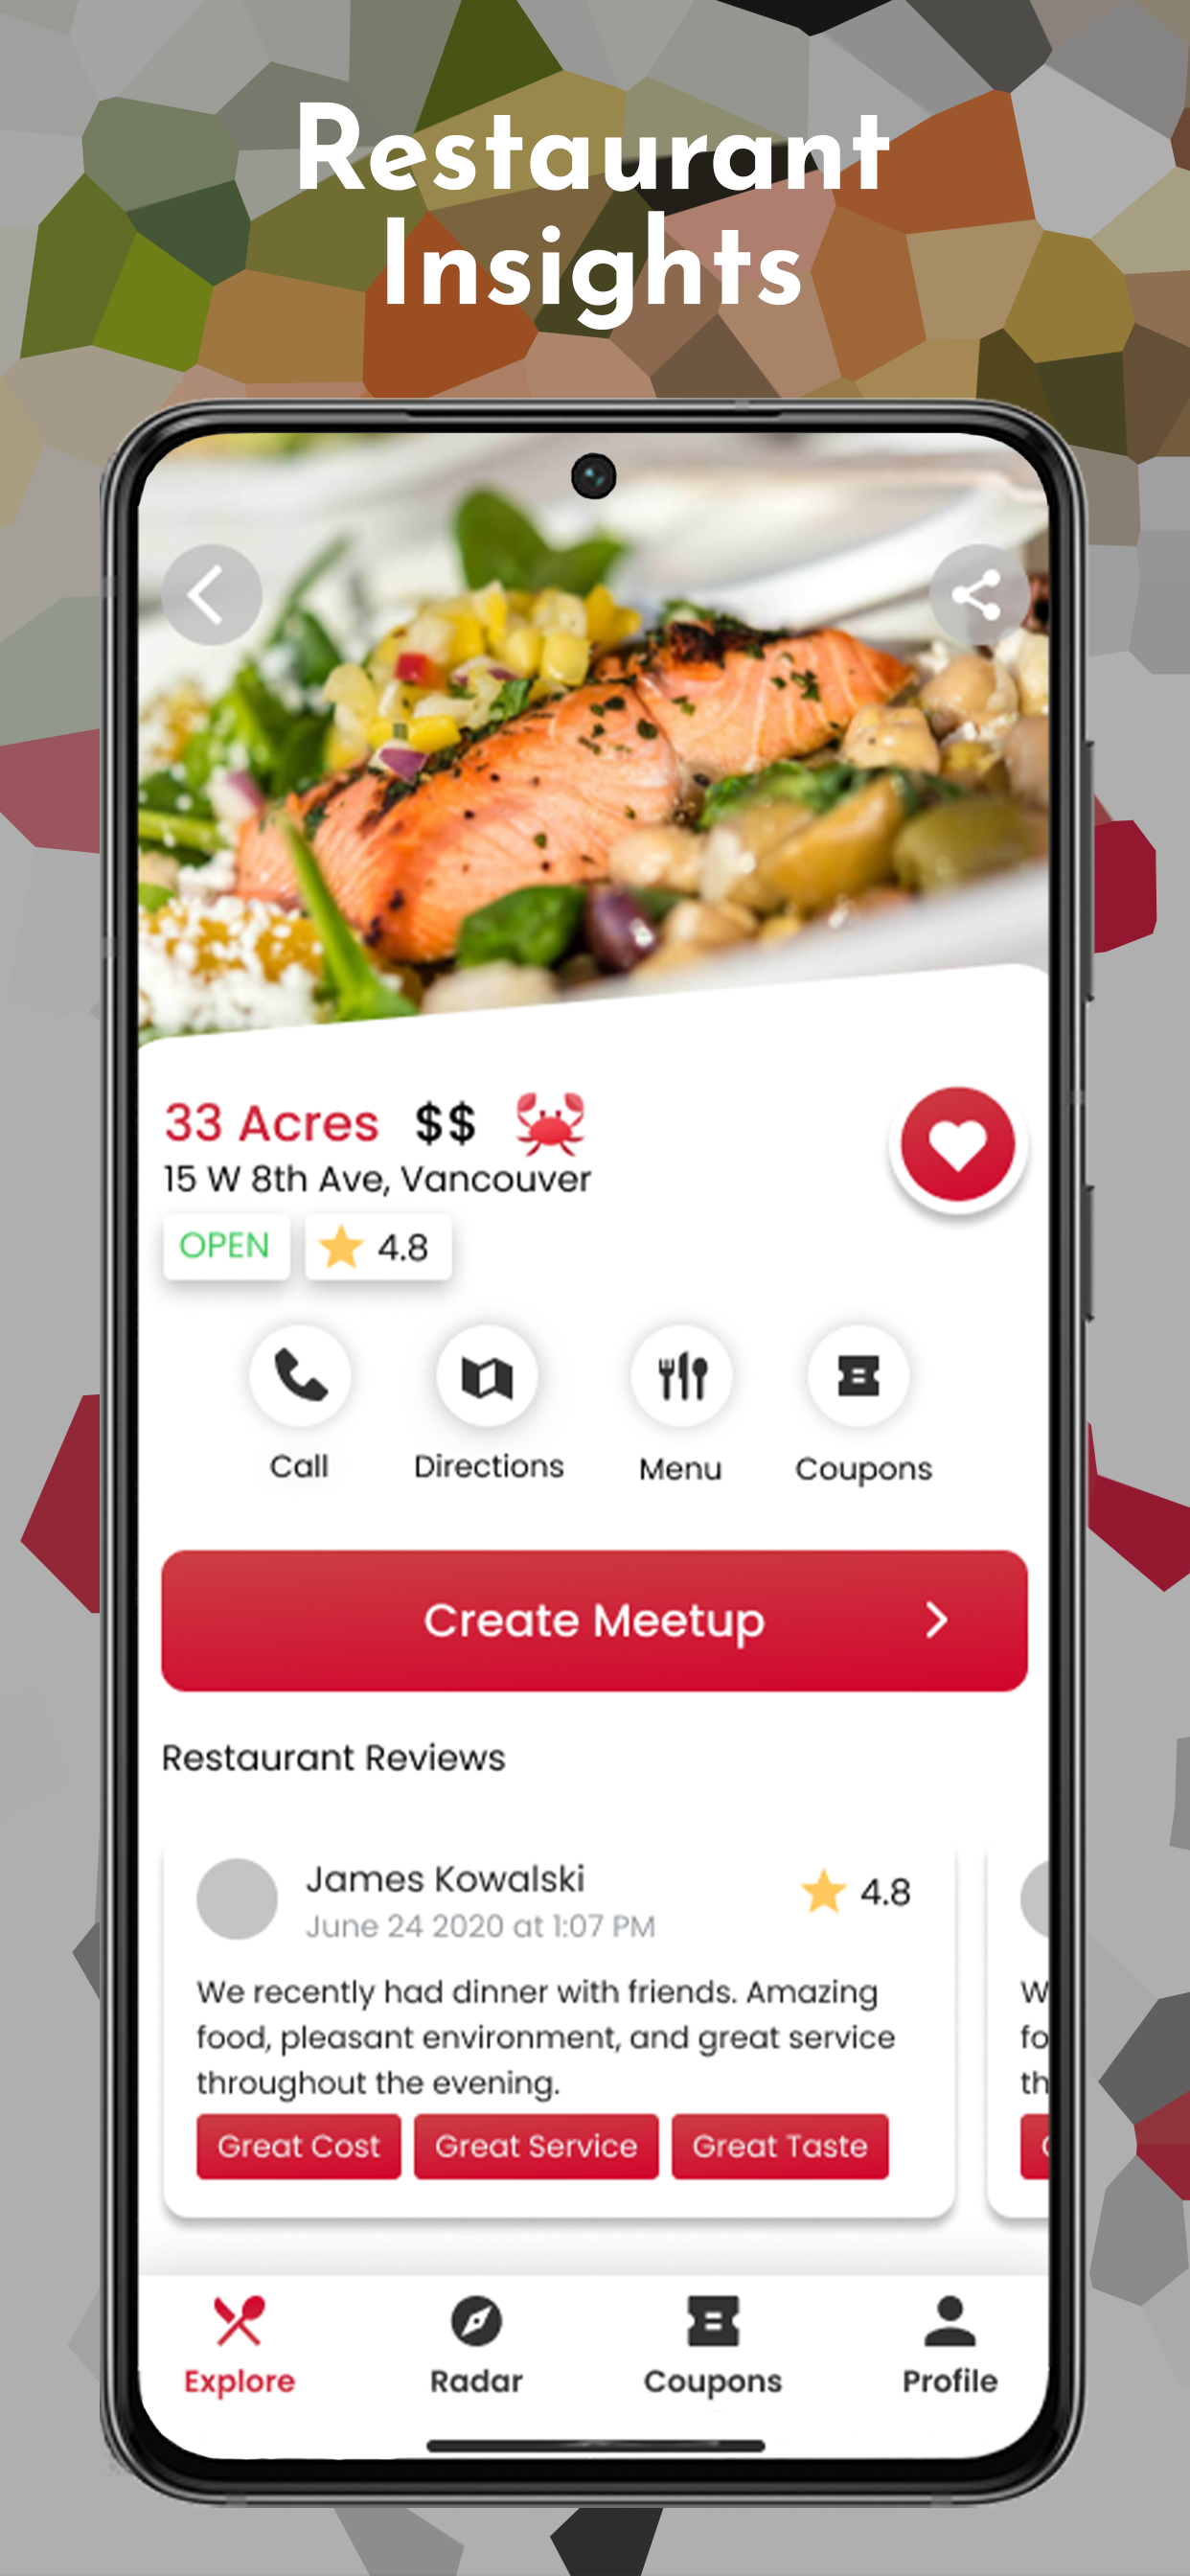 Restaurant
Insights
33 Acres $$
15 W 8th Ave, Vancouver
OPEN 4.8
Call Directions Menu Coupons
Create Meetup
Restaurant Reviews
James Kowalski 4.8
June 24 2020 at 1:07 PM
We recently had dinner with friends. Amazing
food, pleasant environment, and great service
throughout the evening.
Great Cost Great Service Great Taste
Explore Radar Coupons Profile